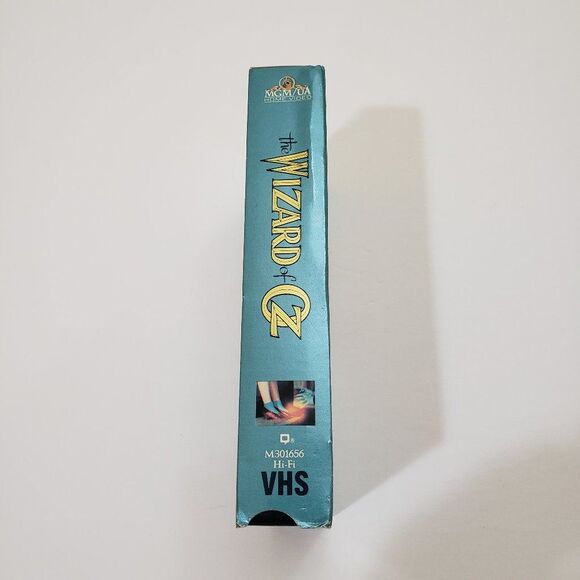 MGM/UA
HOME VIDEO
the WIZARD of OZ
®
M301656
Hi-Fi
VHS